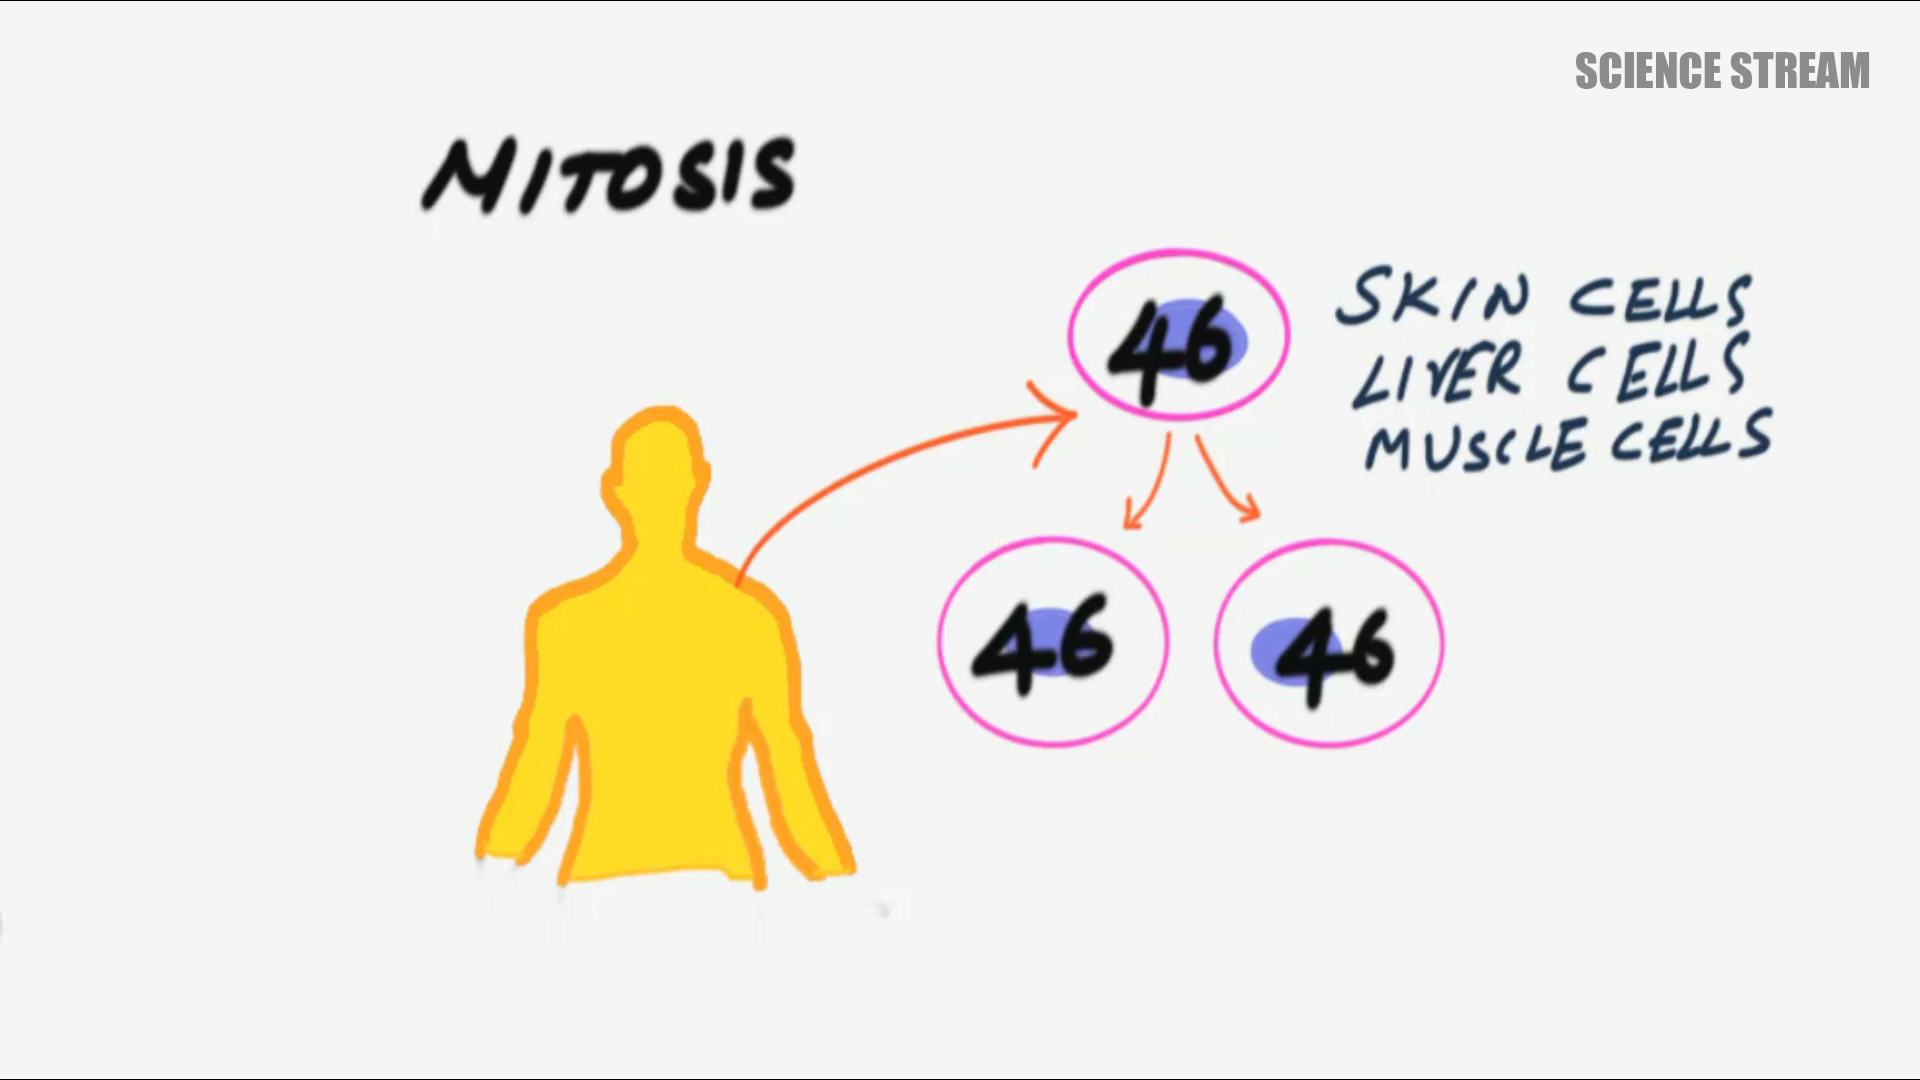 SCIENCE STREAM
MITOSIS
46
SKIN CELLS
LIVER CELLS
MUSCLE CELLS
46
46